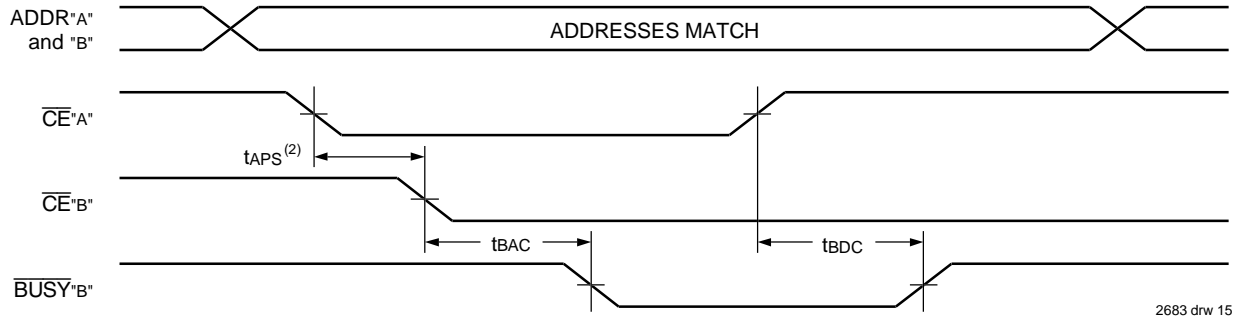 ADDR"A"
and "B"
ADDRESSES MATCH
CE"A"
tAPS(2)
CE"B"
tBAC
tBDC
BUSY"B"
2683 drw 15